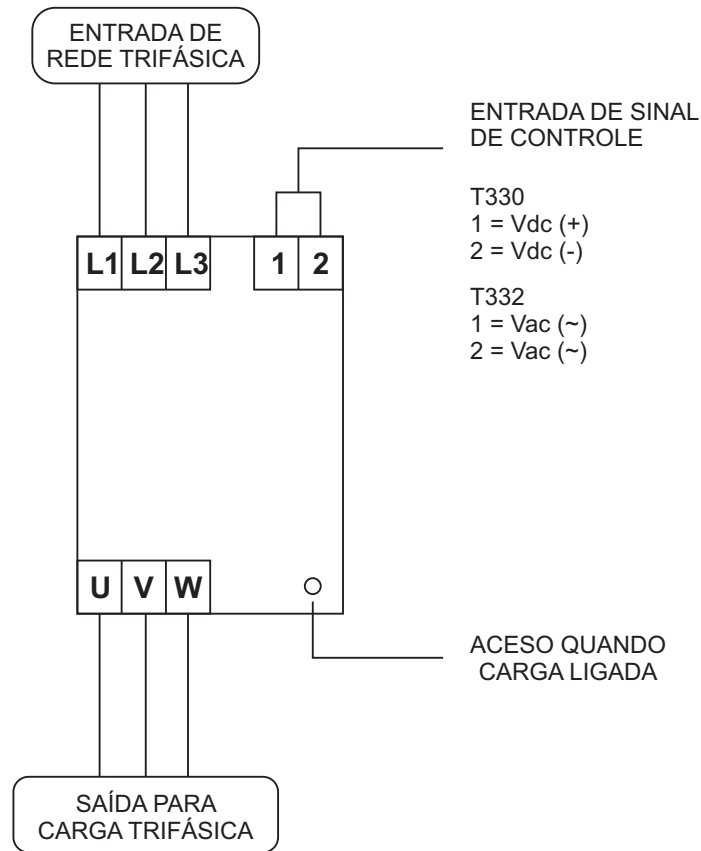 ENTRADA DE
REDE TRIFÁSICA
ENTRADA DE SINAL
DE CONTROLE
T330
1 = Vdc (+)
2 = Vdc (-)
T332
1 = Vac (~)
2 = Vac (~)
L1 L2 L3 1 2
U V W
ACESO QUANDO
CARGA LIGADA
SAÍDA PARA
CARGA TRIFÁSICA